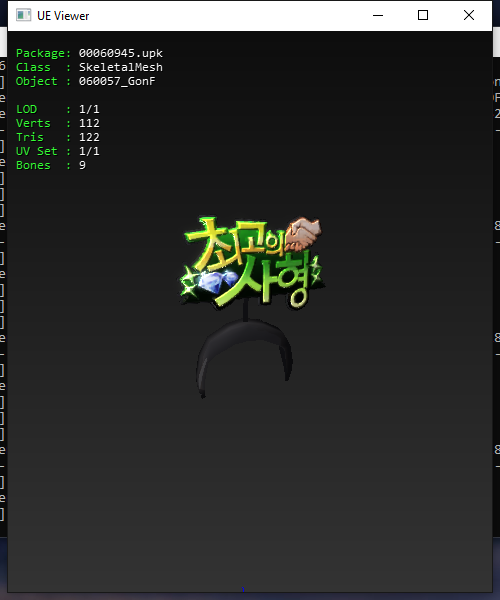 UE Viewer
Package: 00060945.upk
Class : SkeletalMesh
Object : 060057_GonF
LOD : 1/1
Verts : 112
Tris : 122
UV Set : 1/1
Bones : 9
최고의
사형